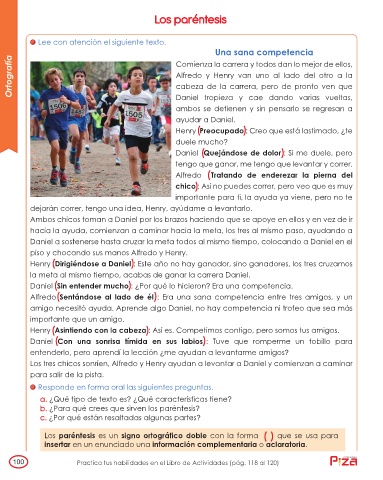 Los paréntesis
Ortografía
Lee con atención el siguiente texto.
Una sana competencia
Comienza la carrera y todos dan lo mejor de ellos,
Alfredo y Henry van uno al lado del otro a la
cabeza de la carrera, pero de pronto ven que
Daniel tropieza y cae dando varias vueltas,
ambos se detienen y sin pensarlo se regresan a
ayudar a Daniel.
Henry (Preocupado): Creo que está lastimado, ¿te
duele mucho?
Daniel (Quejándose de dolor): Si me duele, pero
tengo que ganar, me tengo que levantar y correr.
Alfredo (Tratando de enderezar la pierna del
chico): Así no puedes correr, pero veo que es muy
importante para ti, la ayuda ya viene, pero no te
dejarán correr, tengo una idea, Henry, ayúdame a levantarlo.
Ambos chicos toman a Daniel por los brazos haciendo que se apoye en ellos y en vez de ir
hacia la ayuda, comienzan a caminar hacia la meta, los tres al mismo paso, ayudando a
Daniel a sostenerse hasta cruzar la meta todos al mismo tiempo, colocando a Daniel en el
piso y chocando sus manos Alfredo y Henry.
Henry (Dirigiéndose a Daniel): Este año no hay ganador, sino ganadores, los tres cruzamos
la meta al mismo tiempo, acabas de ganar la carrera Daniel.
Daniel (Sin entender mucho): ¿Por qué lo hicieron? Era una competencia.
Alfredo (Sentándose al lado de él): Era una sana competencia entre tres amigos, y un
amigo necesitó ayuda. Aprende algo Daniel, no hay competencia ni trofeo que sea más
importante que un amigo.
Henry (Asintiendo con la cabeza): Así es. Competimos contigo, pero somos tus amigos.
Daniel (Con una sonrisa tímida en sus labios): Tuve que romperme un tobillo para
entenderlo, pero aprendí la lección ¿me ayudan a levantarme amigos?
Los tres chicos sonríen, Alfredo y Henry ayudan a levantar a Daniel y comienzan a caminar
para salir de la pista.
Responde en forma oral las siguientes preguntas.
a. ¿Qué tipo de texto es? ¿Qué características tiene?
b. ¿Para qué crees que sirven los paréntesis?
c. ¿Por qué están resaltadas algunas partes?
Los paréntesis es un signo ortográfico doble con la forma ( ) que se usa para
insertar en un enunciado una información complementaria o aclaratoria.
100
Practica tus habilidades en el Libro de Actividades (pág. 118 al 120)